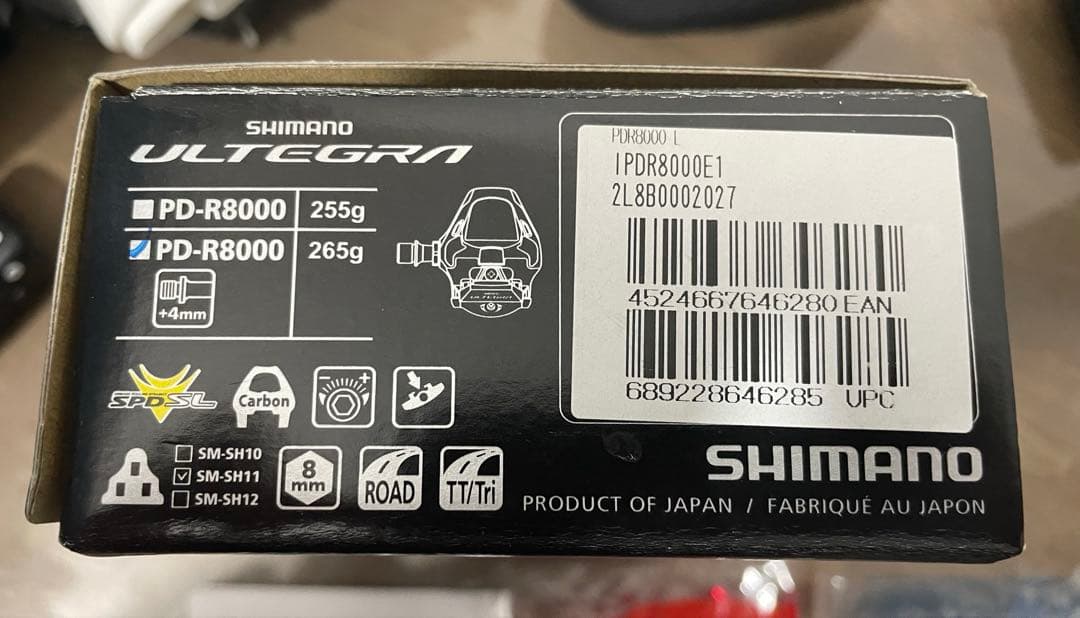 SHIMANO
ULTEGRA
PD-R8000 255g
PD-R8000 265g
+4mm
SPD-SL
Carbon
- +
SM-SH10
SM-SH11
SM-SH12
8 mm
ROAD
TT/Tri
PDR8000 L
IPDR8000E1
2L8B0002027
4524667646280 EAN
689228646285 UPC
SHIMANO
PRODUCT OF JAPAN / FABRIQUÉ AU JAPON